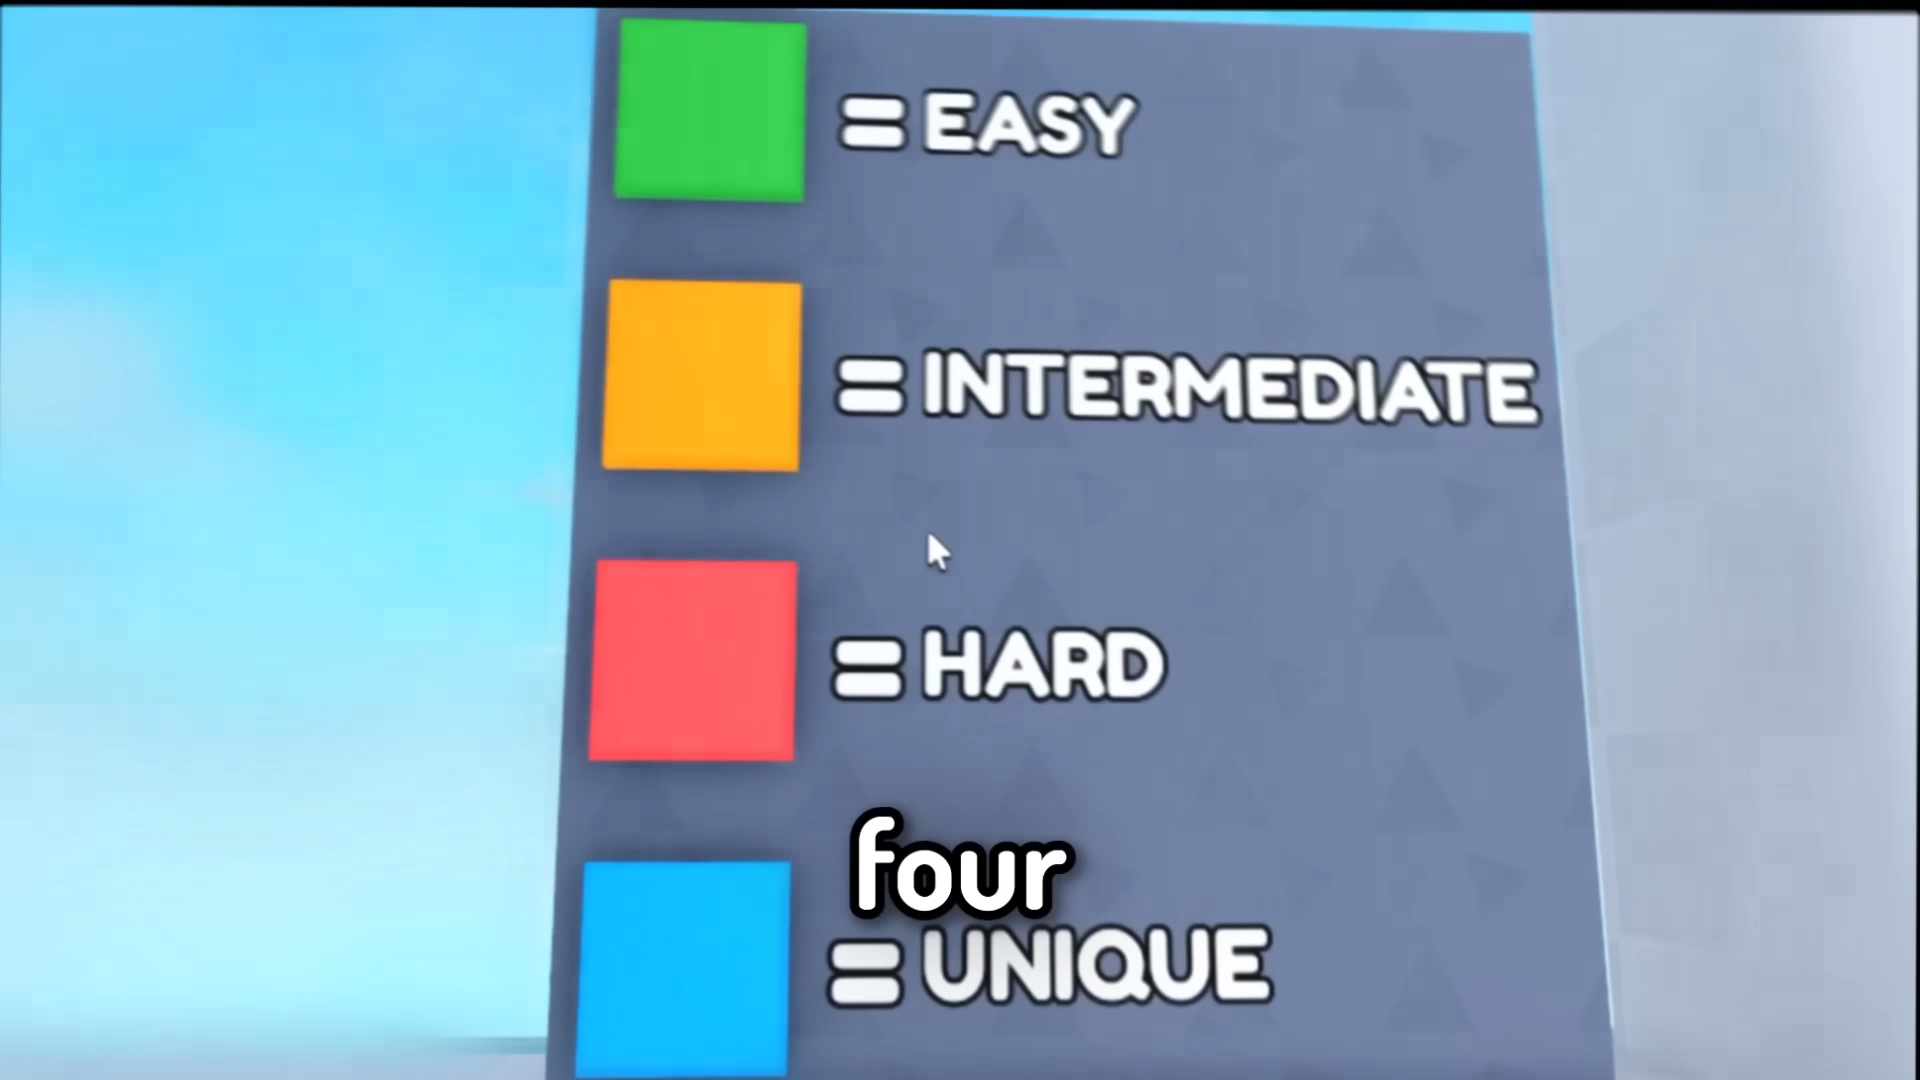 = EASY
= INTERMEDIATE
= HARD
four
= UNIQUE